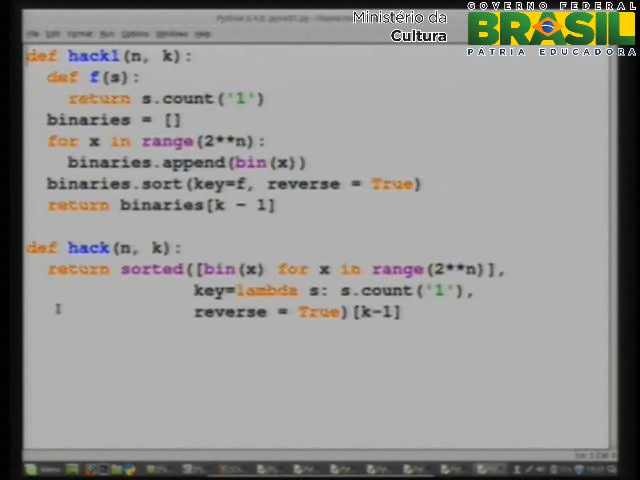 Ministério da
Cultura
GOVERNO FEDERAL
BRASIL
PÁTRIA EDUCADORA
def hack1(n, k):
def f(s):
return s.count('1')
binaries = []
for x in range(2**n):
binaries.append(bin(x))
binaries.sort(key=f, reverse = True)
return binaries[k - 1]
def hack(n, k):
return sorted([bin(x) for x in range(2**n)],
key=lambda s: s.count('1'),
reverse = True)[k-1]